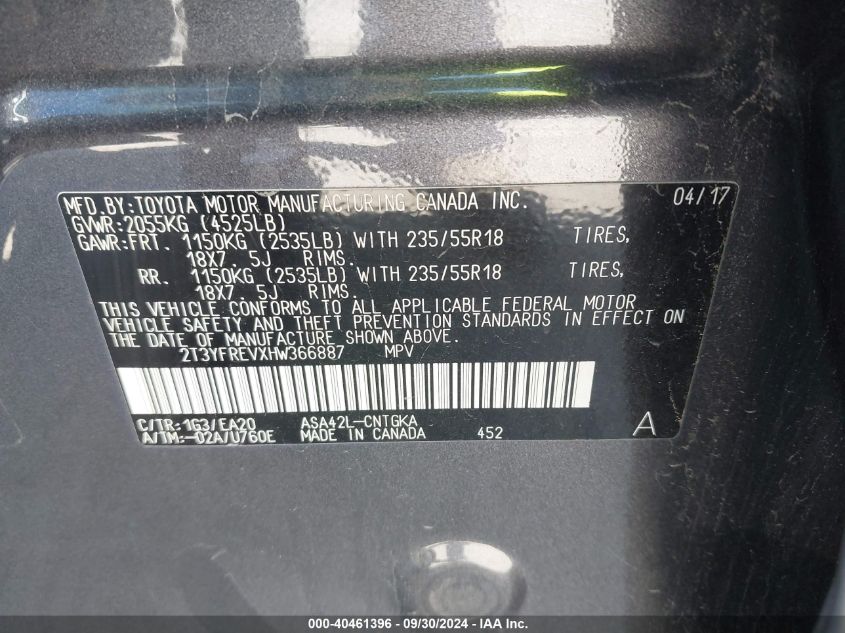 MFD.BY:TOYOTA MOTOR MANUFACTURING CANADA INC. 04/17
GVWR:2055KG (4525LB)
GAWR:FRT. 1150KG (2535LB) WITH 235/55R18 TIRES,
18X7. 5J RIMS.
RR. 1150KG (2535LB) WITH 235/55R18 TIRES,
18X7. 5J RIMS.
THIS VEHICLE CONFORMS TO ALL APPLICABLE FEDERAL MOTOR
VEHICLE SAFETY AND THEFT PREVENTION STANDARDS IN EFFECT ON
THE DATE OF MANUFACTURE SHOWN ABOVE.
2T3YFREVXHW366887 MPV
C/TR:1G3/EA20 ASA42L-CNTGKA
A/TM:-02A/U760E MADE IN CANADA 452 A
000-40461396 - 09/30/2024 - IAAI Inc.